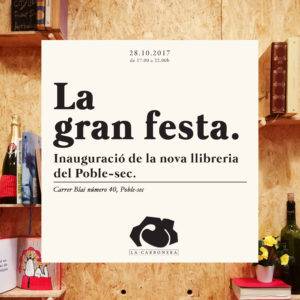 28.10.2017
de 17:00 a 22.00h
La
gran festa.
Inauguració de la nova llibreria
del Poble-sec.
Carrer Blai número 40, Poble-sec
LA CARBONERA